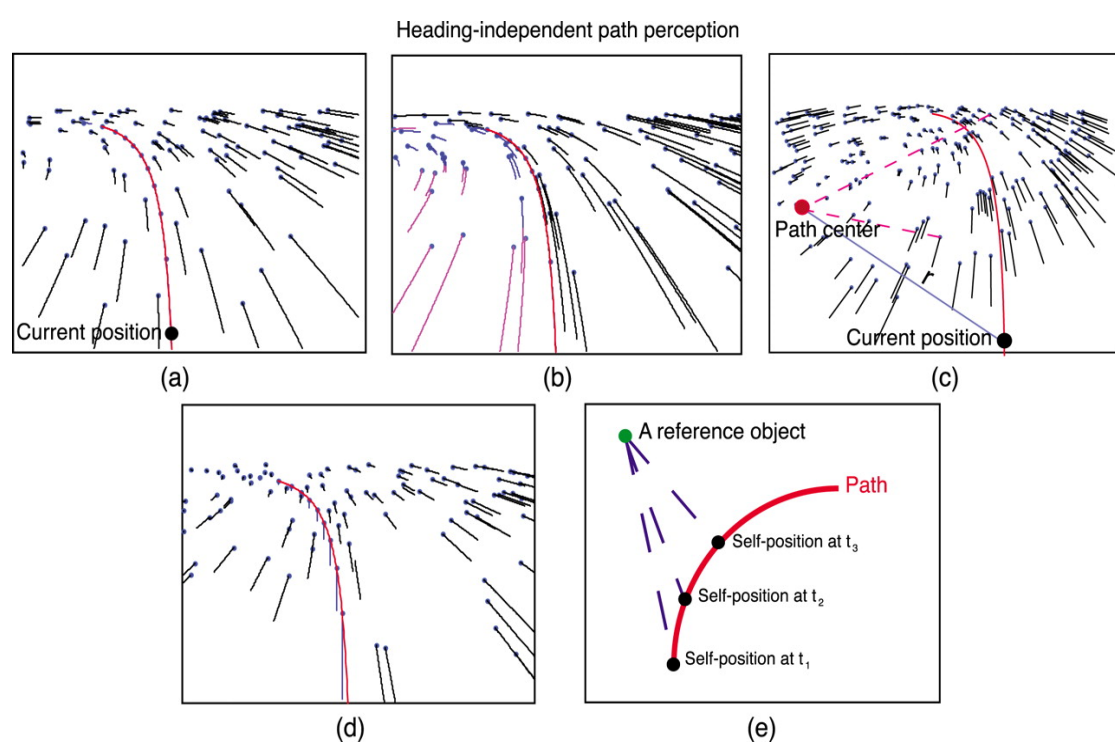 Heading-independent path perception
Current position
(a)
(b)
Path center
r
Current position
(c)
(d)
A reference object
Path
Self-position at t3
Self-position at t2
Self-position at t1
(e)